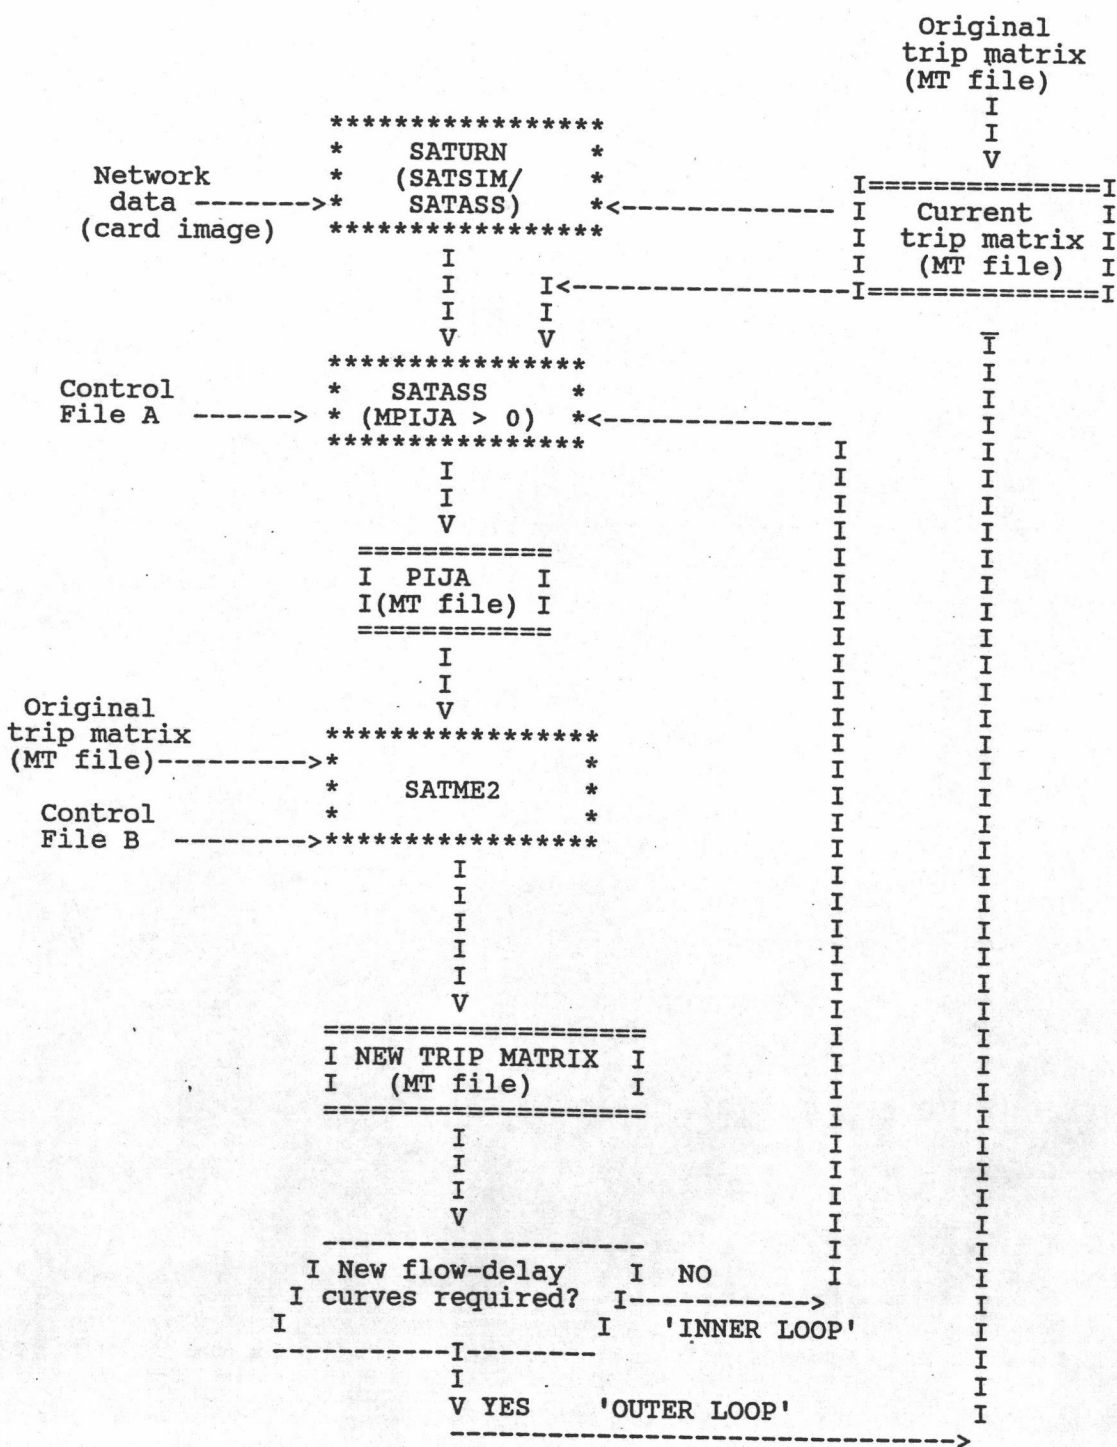 Original
trip matrix
(MT file)
SATURN
(SATSIM/
SATASS)
Network
data
(card image)
Current
trip matrix
(MT file)
Control
File A
SATASS
(MPIJA > 0)
PIJA
(MT file)
Original
trip matrix
(MT file)
SATME2
Control
File B
NEW TRIP MATRIX
(MT file)
New flow-delay
curves required?
NO
'INNER LOOP'
YES
'OUTER LOOP'